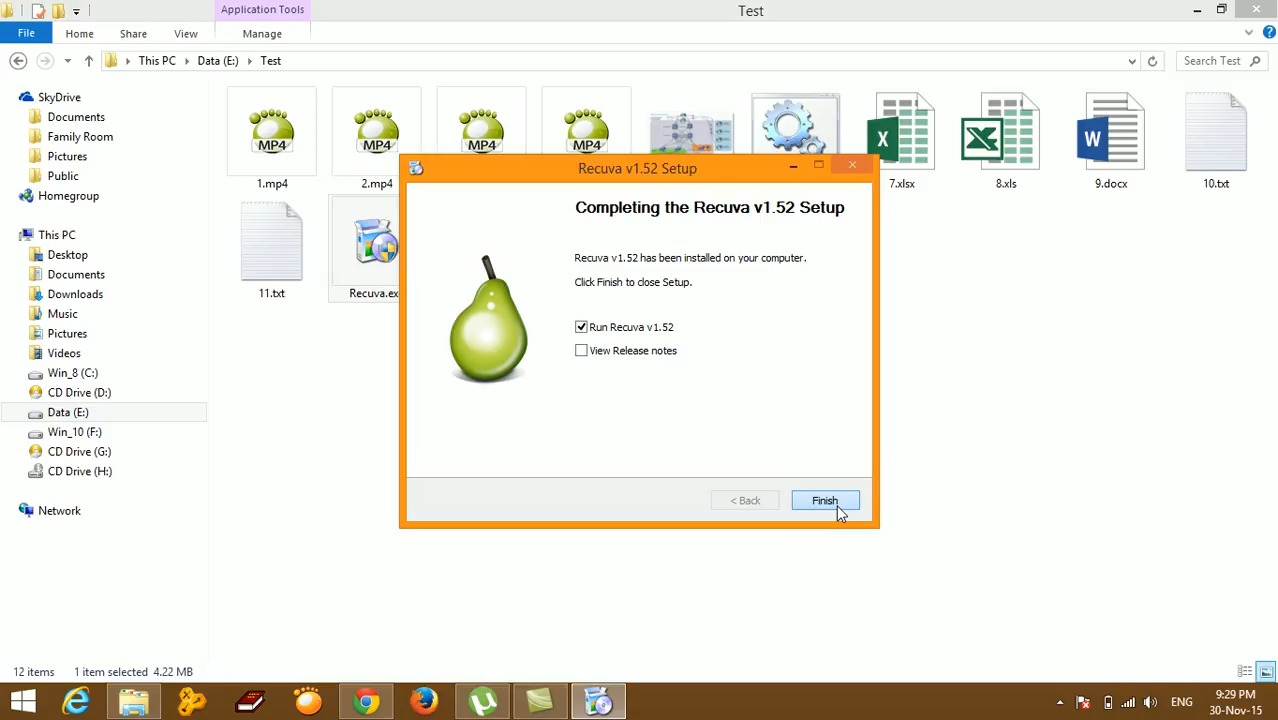 Application Tools
Test
File
Home
Share
View
Manage
This PC
Data (E:)
Test
Search Test
SkyDrive
Documents
Family Room
Pictures
Public
Homegroup
This PC
Desktop
Documents
Downloads
Music
Pictures
Videos
Win_8 (C:)
CD Drive (D:)
Data (E:)
Win_10 (F:)
CD Drive (G:)
CD Drive (H:)
Network
MP4
MP4
MP4
MP4
1.mp4
2.mp4
7.xlsx
8.xls
9.docx
10.txt
11.txt
Recuva.ex
Recuva v1.52 Setup
Completing the Recuva v1.52 Setup
Recuva v1.52 has been installed on your computer.
Click Finish to close Setup.
Run Recuva v1.52
View Release notes
< Back
Finish
12 items
1 item selected 4.22 MB
ENG
9:29 PM
30-Nov-15